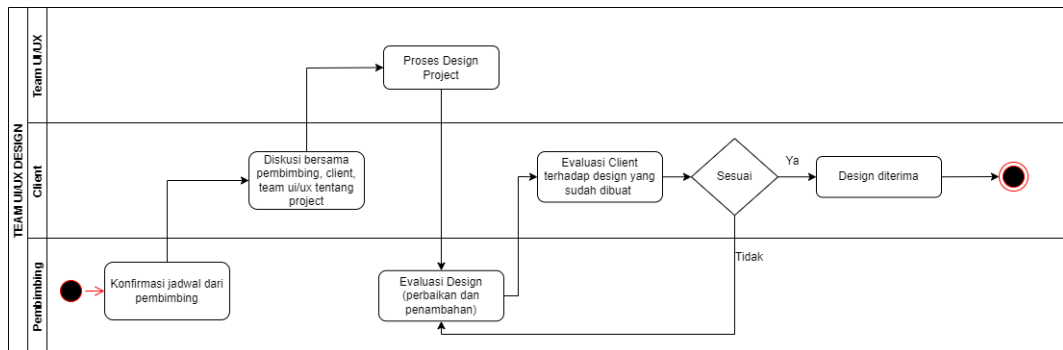 TEAM UI/UX DESIGN
Team UI/UX
Proses Design
Project
Client
Diskusi bersama
pembimbing, client,
team ui/ux tentang
project
Evaluasi Client
terhadap design yang
sudah dibuat
Sesuai
Ya
Design diterima
Pembimbing
Konfirmasi jadwal dari
pembimbing
Evaluasi Design
(perbaikan dan
penambahan)
Tidak